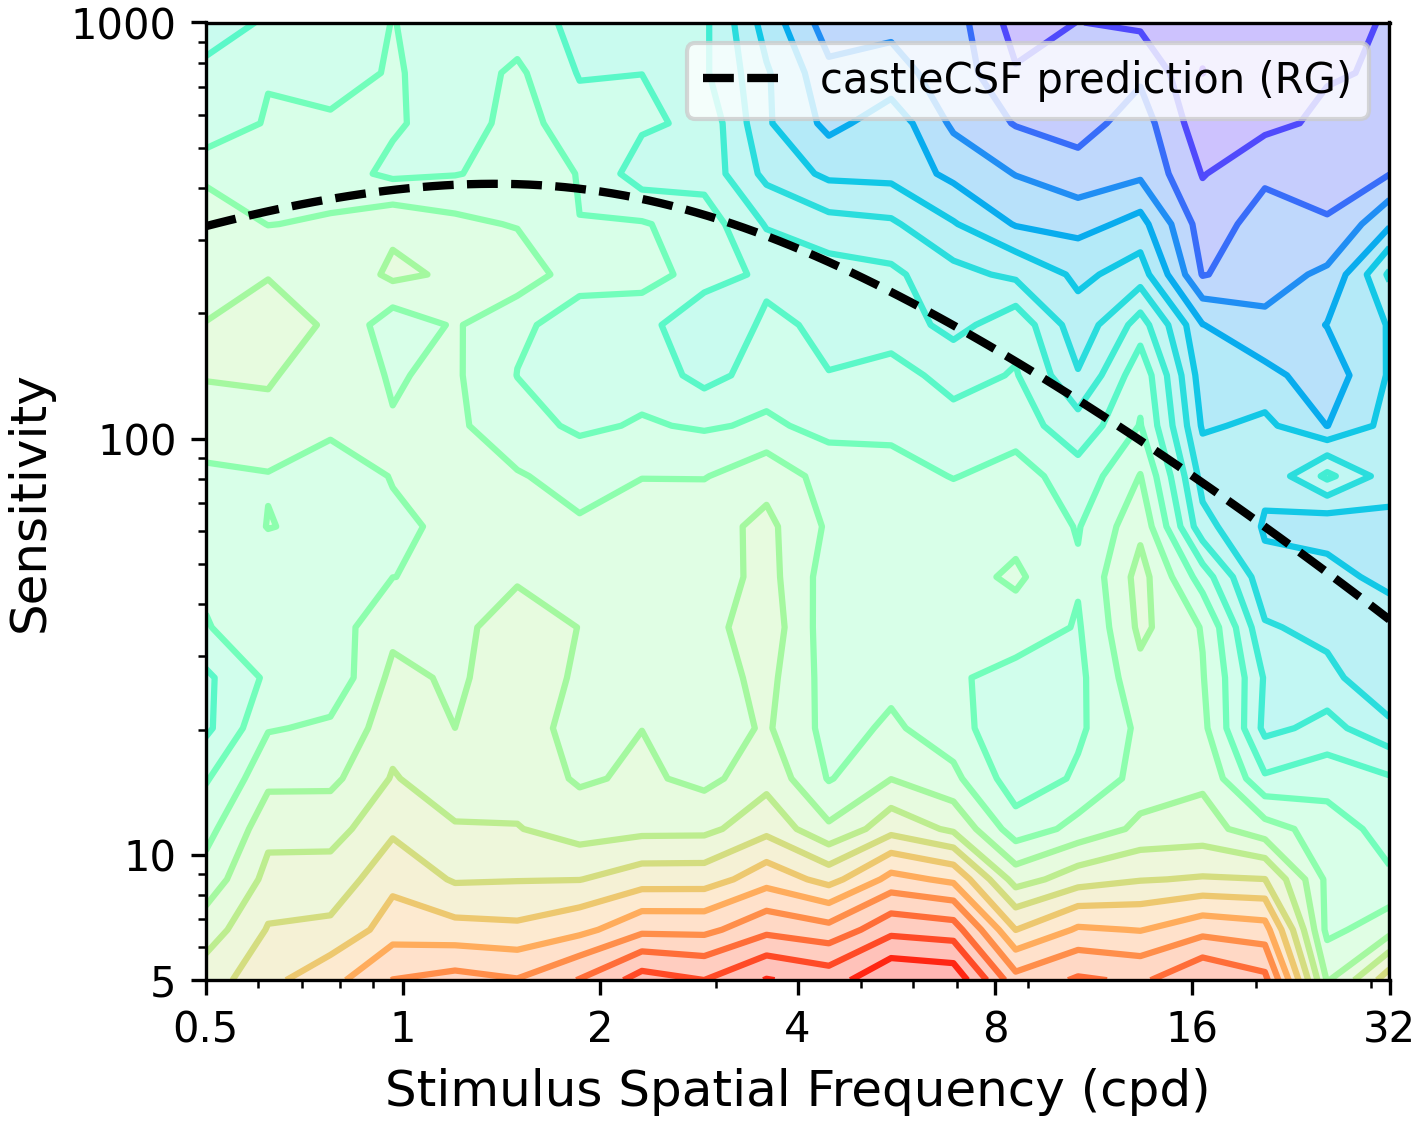 1000
castleCSF prediction (RG)
Sensitivity
100
10
5
0.5 1 2 4 8 16 32
Stimulus Spatial Frequency (cpd)